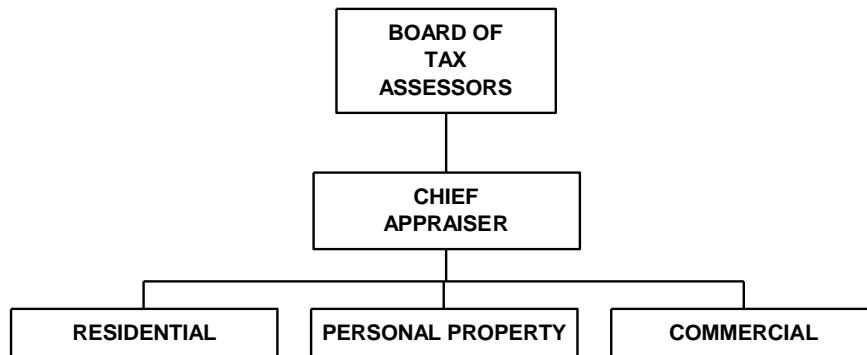 BOARD OF
TAX
ASSESSORS
CHIEF
APPRAISER
RESIDENTIAL
PERSONAL PROPERTY
COMMERCIAL